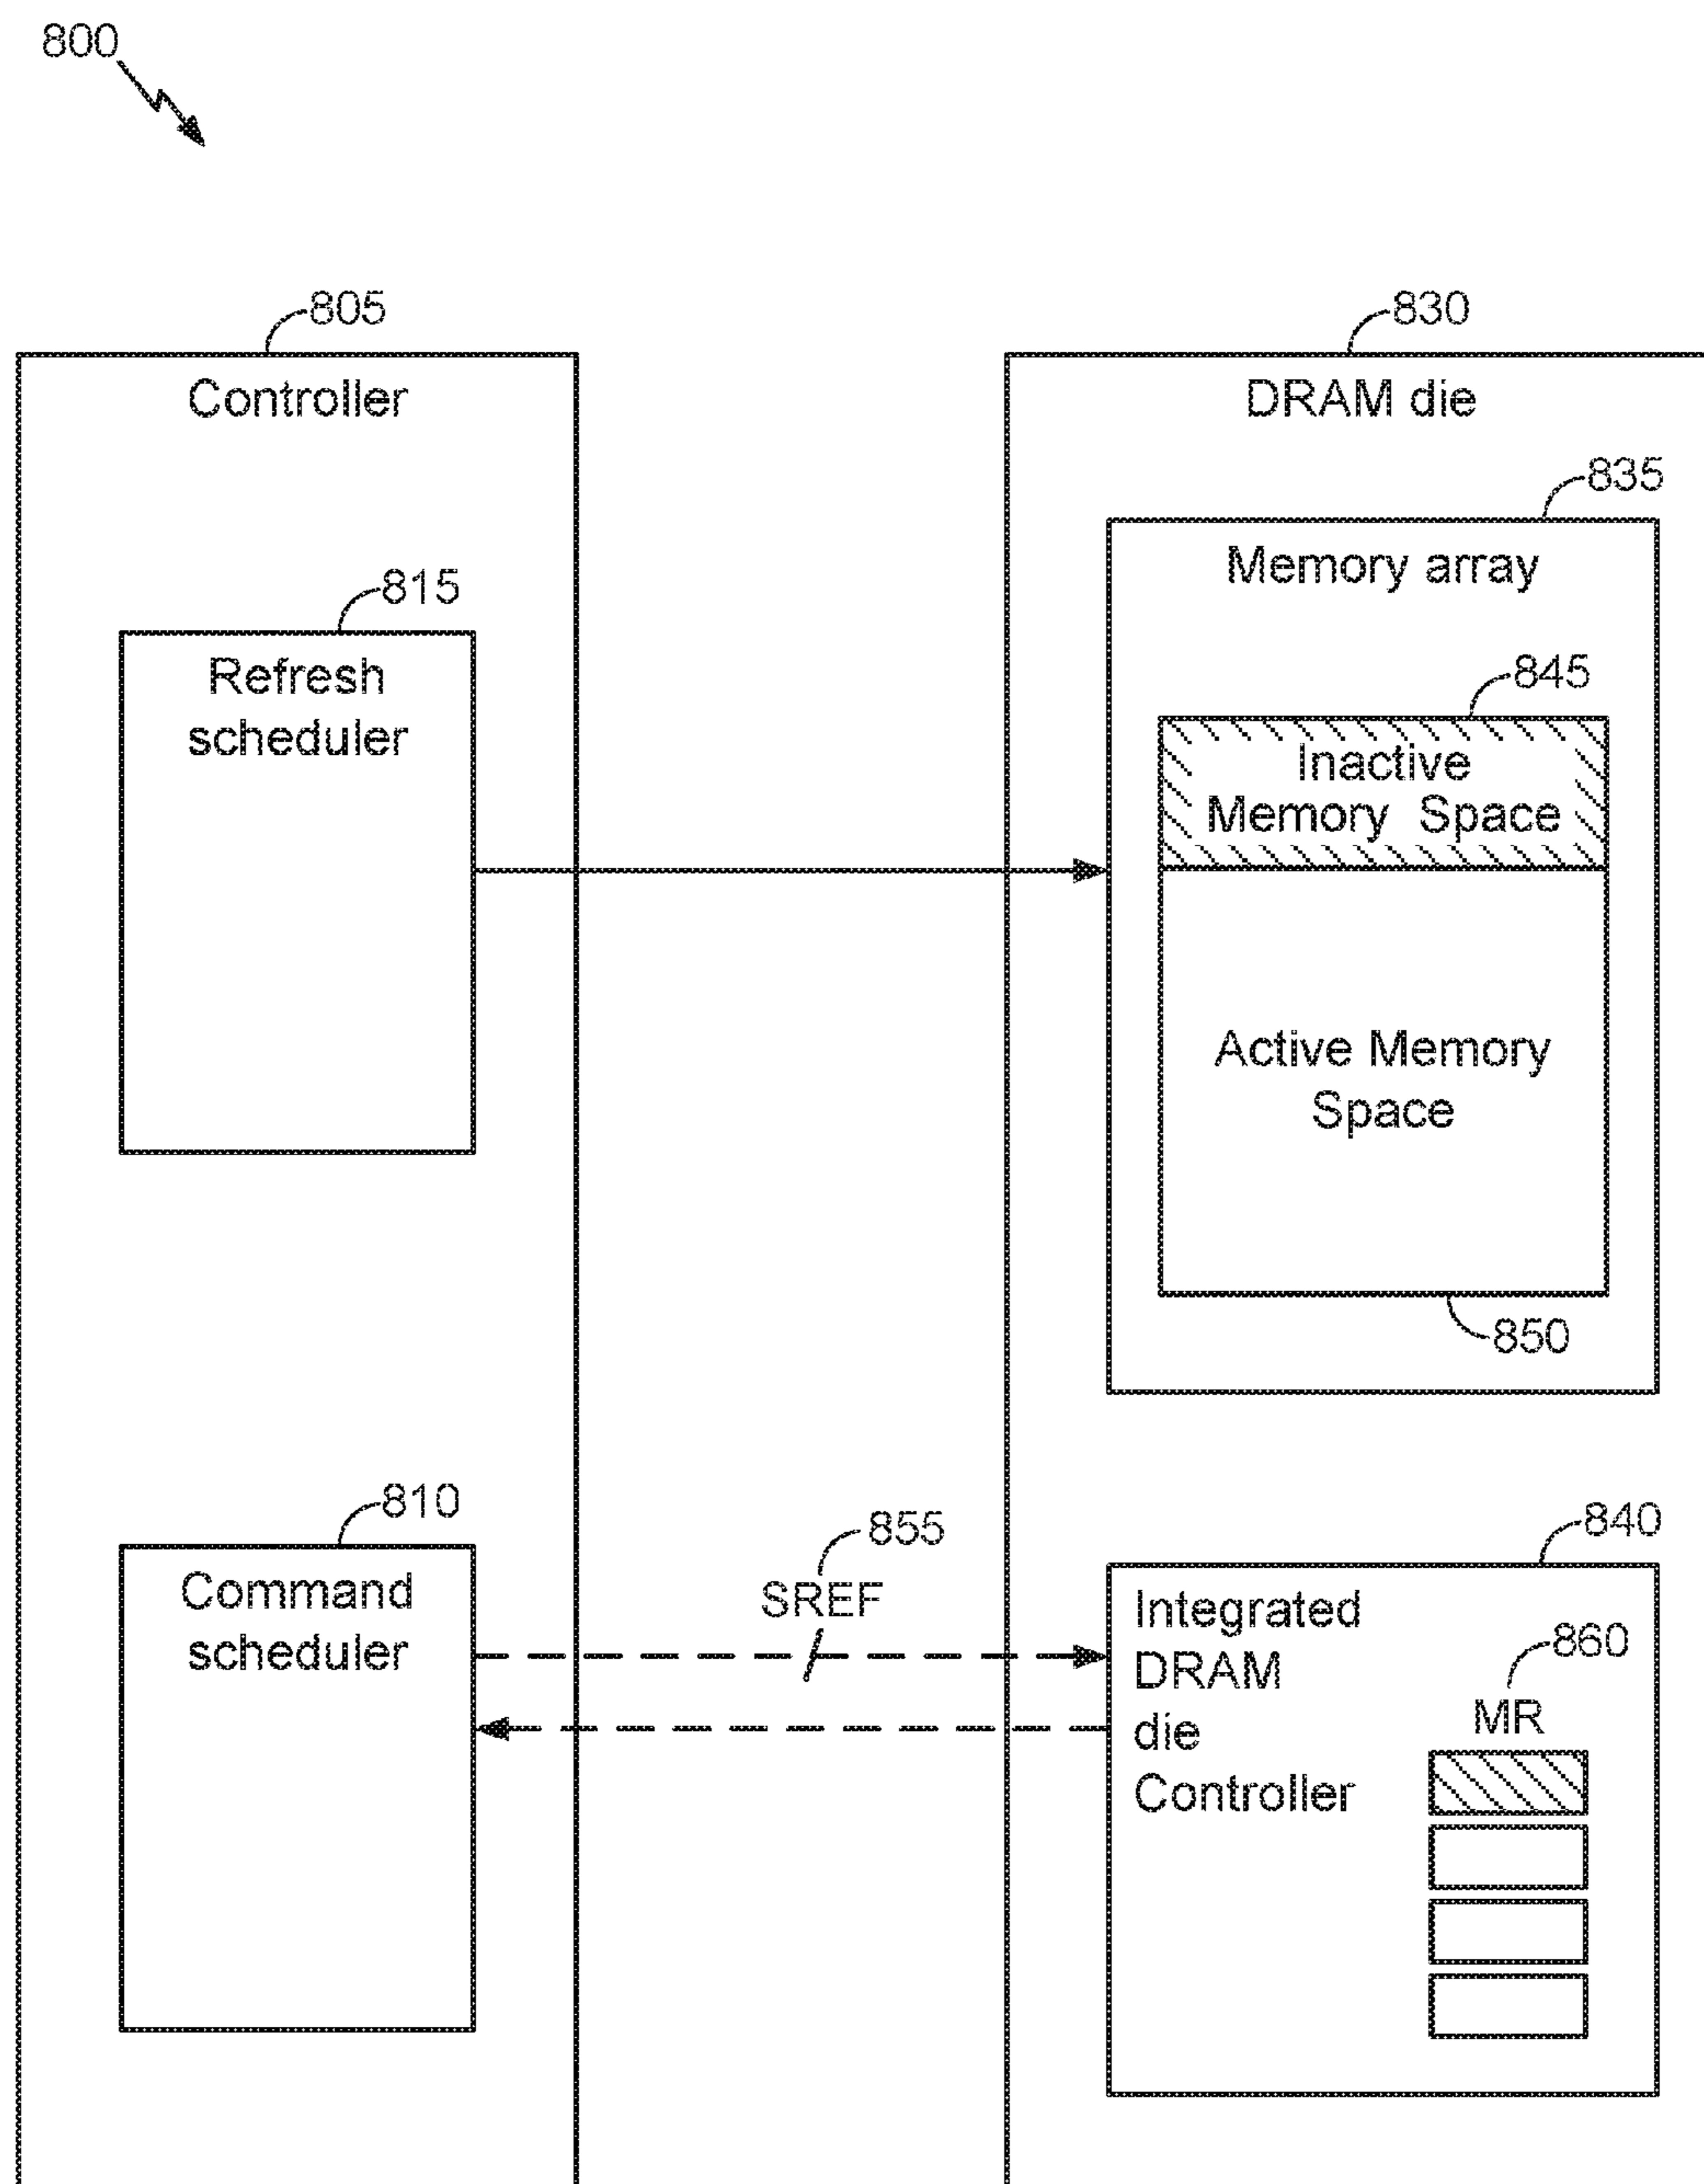 800
805
Controller
815
Refresh
scheduler
810
Command
scheduler
855
SREF
830
DRAM die
835
Memory array
845
Inactive
Memory Space
Active Memory
Space
850
840
Integrated
DRAM
die
Controller
860
MR